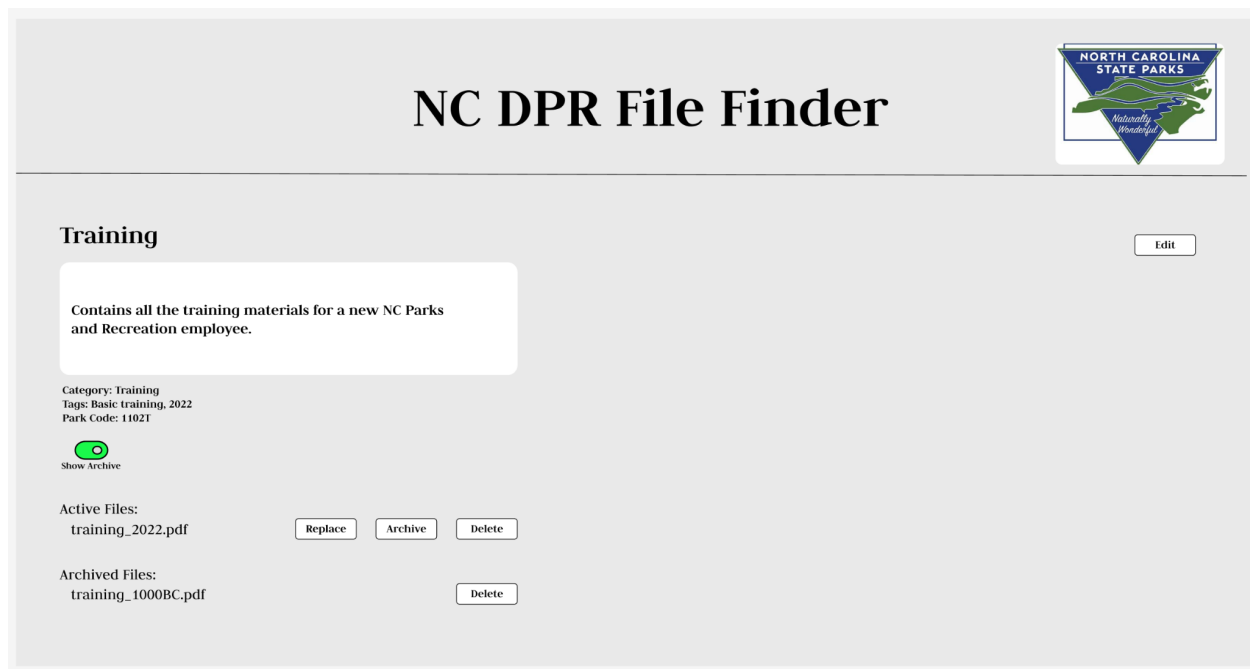 NC DPR File Finder
NORTH CAROLINA
STATE PARKS
Naturally
Wonderful
Training
Edit
Contains all the training materials for a new NC Parks
and Recreation employee.
Category: Training
Tags: Basic training, 2022
Park Code: 1102T
Show Archive
Active Files:
training_2022.pdf
Replace
Archive
Delete
Archived Files:
training_1000BC.pdf
Delete